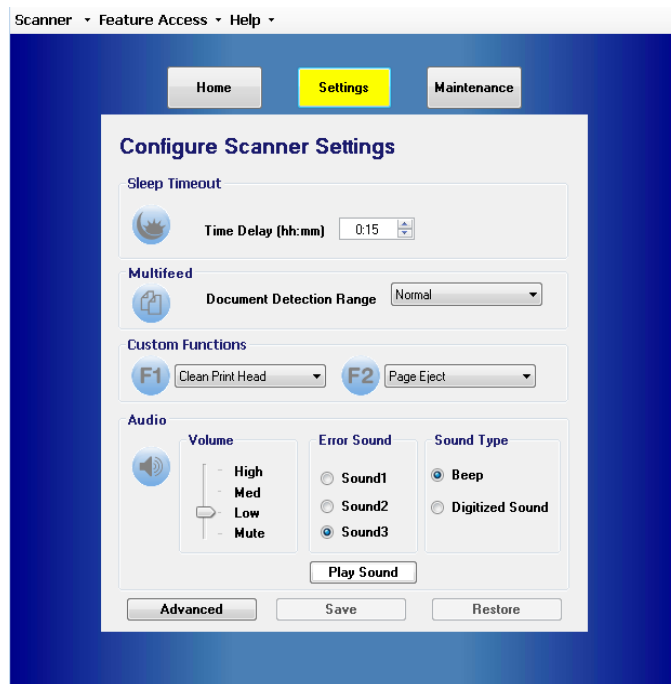 Scanner Feature Access Help
Home Settings Maintenance
Configure Scanner Settings
Sleep Timeout
Time Delay (hh:mm) 0:15
Multifeed
Document Detection Range Normal
Custom Functions
F1 Clean Print Head F2 Page Eject
Audio
Volume Error Sound Sound Type
High Sound1 Beep
Med
Low Sound2 Digitized Sound
Mute Sound3
Play Sound
Advanced Save Restore